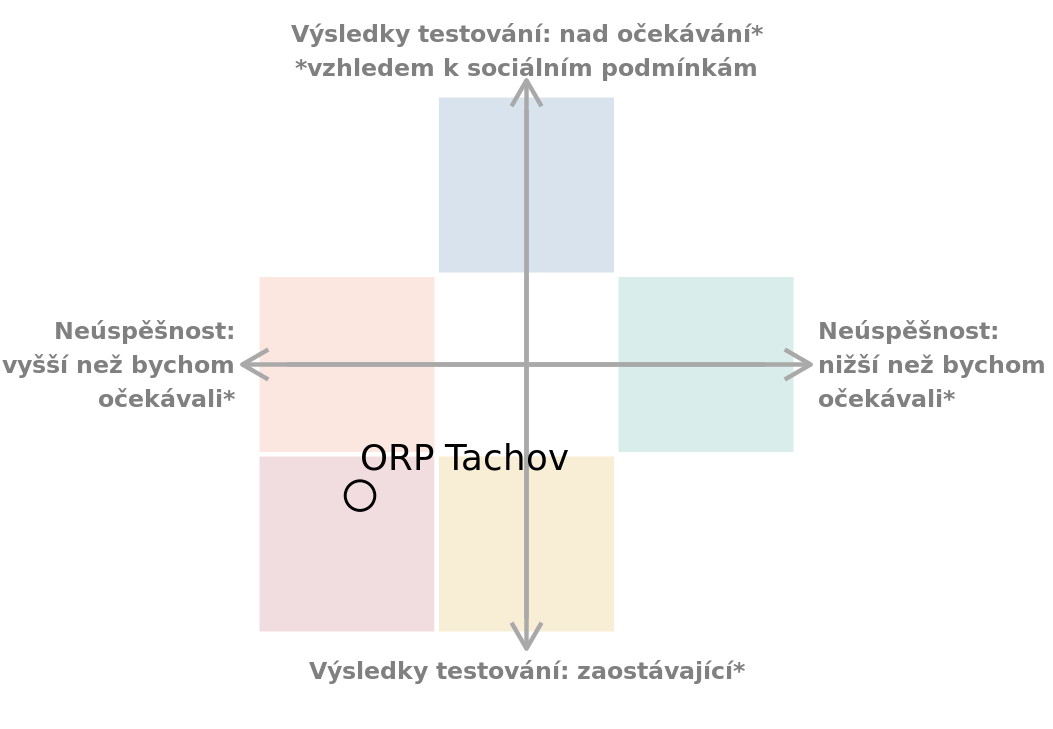 Výsledky testování: nad očekávání*
*vzhledem k sociálním podmínkám
Neúspěšnost:
vyšší než bychom
očekávali*
Neúspěšnost:
nižší než bychom
očekávali*
ORP Tachov
Výsledky testování: zaostávající*